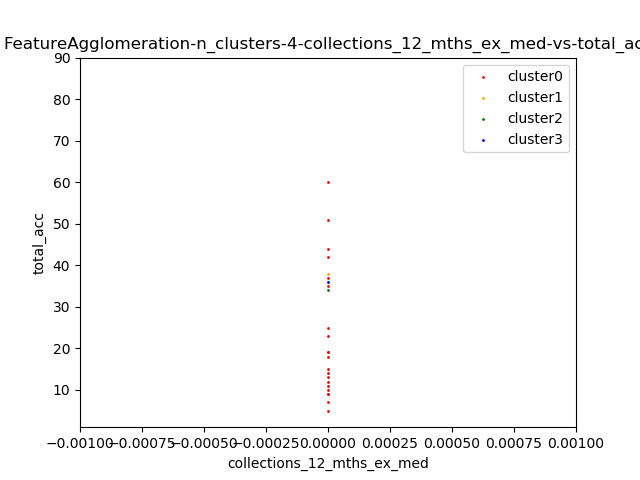 FeatureAgglomeration-n_clusters-4-collections_12_mths_ex_med-vs-total_ac
90
80
70
60
50
40
30
20
10
total_acc
cluster0
cluster1
cluster2
cluster3
−0.00100 −0.00075 −0.00050 −0.00025 0.00000 0.00025 0.00050 0.00075 0.00100
collections_12_mths_ex_med